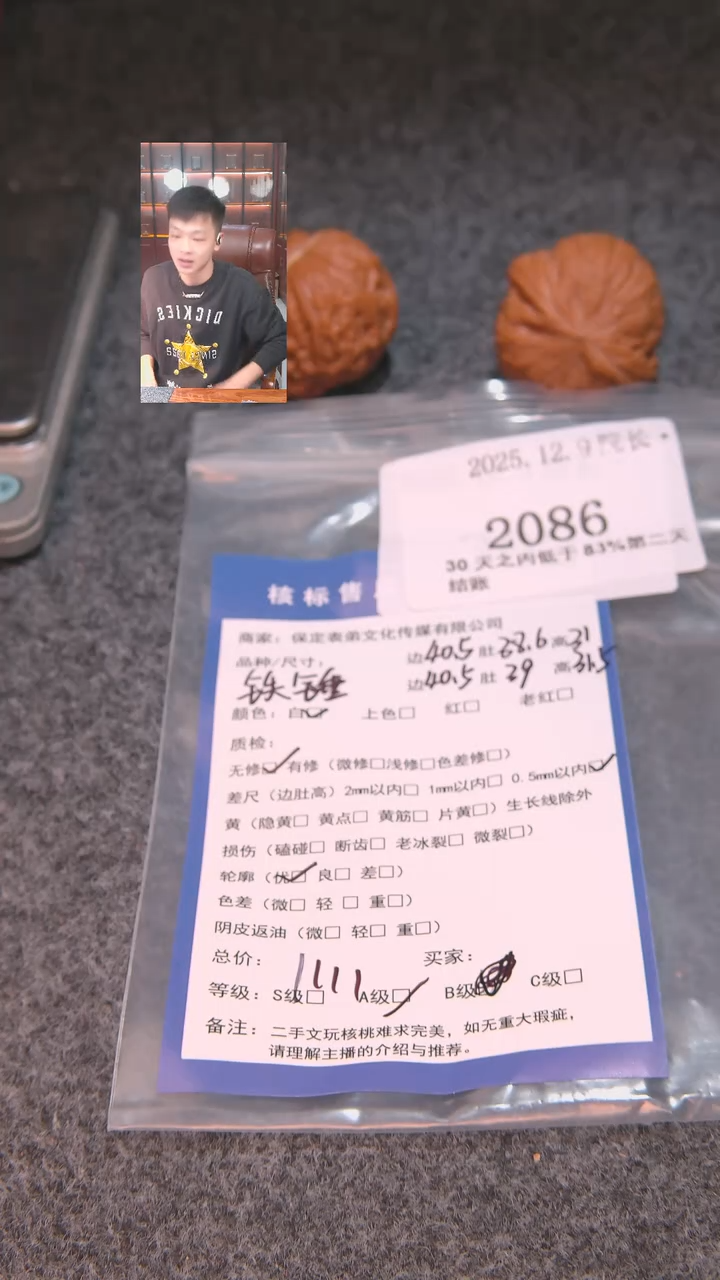 DICKIES
2025.12.9院长
2086
30 天之内低于 83%第二天
结账
核标售
商家：保定表弟文化传媒有限公司
品种/尺寸： 边40.5 肚28.6 高31
铁锤 边40.5 肚29 高31.5
颜色：白☑ 上色□ 红□ 老红□
质检：
无修☑ 有修（微修□浅修□色差修□）
差尺（边肚高）2mm以内□ 1mm以内□ 0.5mm以内☑
黄（隐黄□ 黄点□ 黄筋□ 片黄□）生长线除外
损伤（磕碰□ 断齿□ 老冰裂□ 微裂□）
轮廓（优☑ 良□ 差□）
色差（微□ 轻□ 重□）
阴皮返油（微□ 轻□ 重□）
总价：1111 买家：
等级：S级□ A级☑ B级 C级□
备注：二手文玩核桃难求完美，如无重大瑕疵，
请理解主播的介绍与推荐。